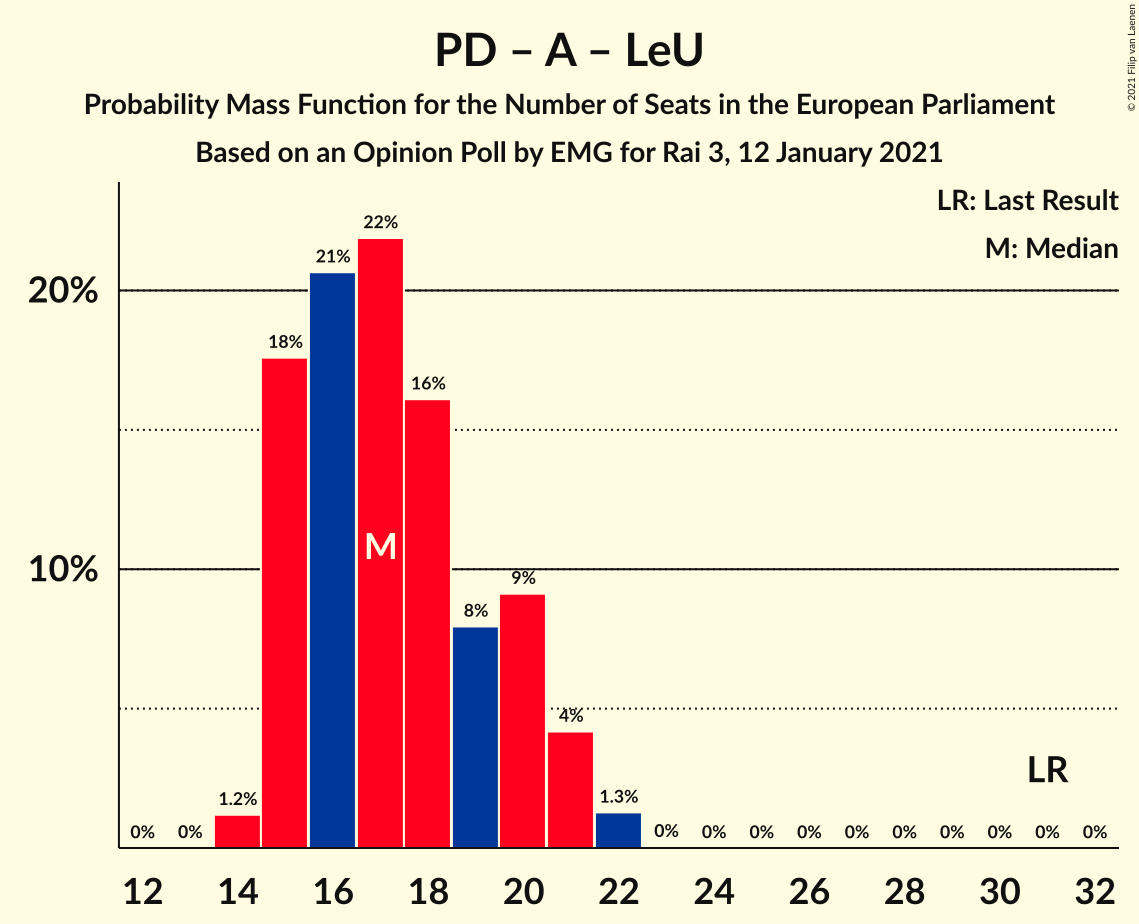 PD – A – LeU
Probability Mass Function for the Number of Seats in the European Parliament
Based on an Opinion Poll by EMG for Rai 3, 12 January 2021
© 2021 Filip van Laenen
LR: Last Result
M: Median
22%
21%
20%
18%
16%
M
10%
9%
8%
4%
LR
1.2%
1.3%
0% 0% 0% 0% 0% 0% 0% 0% 0% 0% 0% 0%
12 14 16 18 20 22 24 26 28 30 32